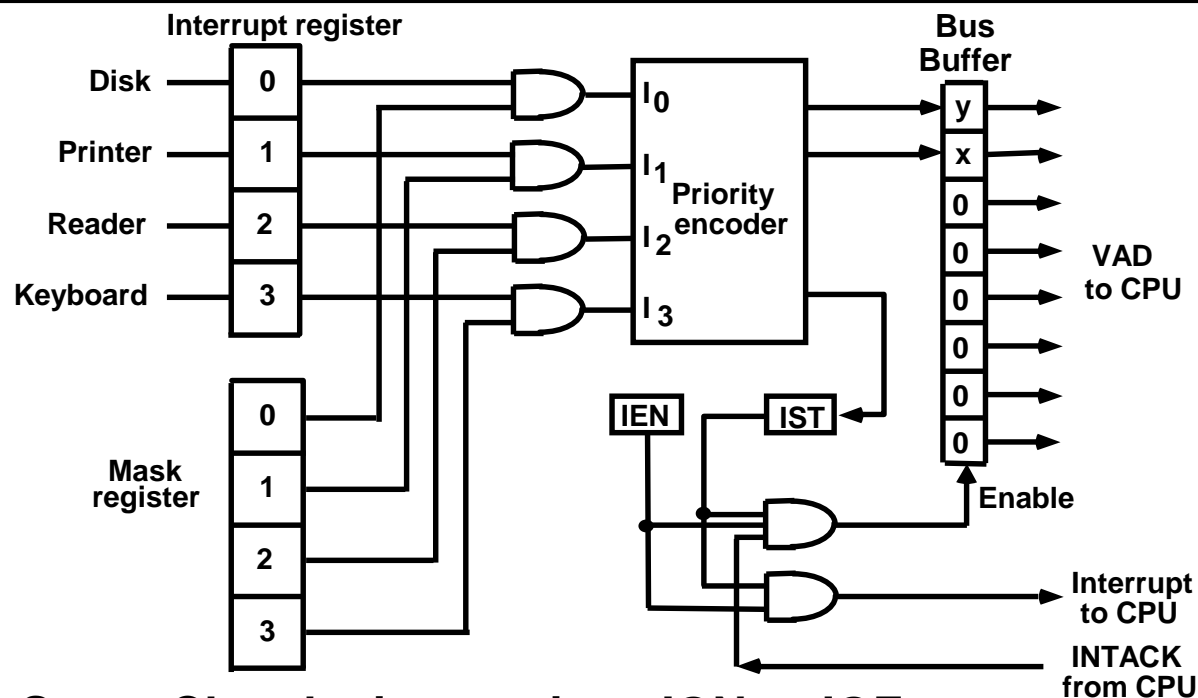 Interrupt register
Bus
Buffer
Disk
0
I0
y
Printer
1
I1
x
Priority
encoder
Reader
2
I2
0
0
VAD
to CPU
Keyboard
3
I3
0
0
0
0
IEN
IST
Mask
register
0
1
2
3
Enable
Interrupt
to CPU
INTACK
from CPU